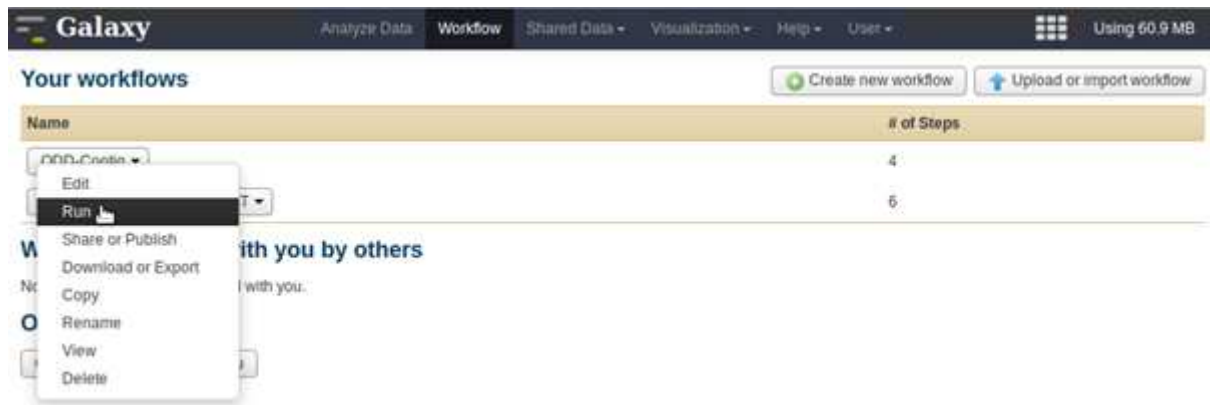 Galaxy Analyze Data Workflow Shared Data Visualization Help User Using 60.9 MB
Your workflows Create new workflow Upload or import workflow
Name # of Steps
4
Edit
Run 6
Share or Publish
W ith you by others
Download or Export
with you.
Copy
O Rename
View
Delete